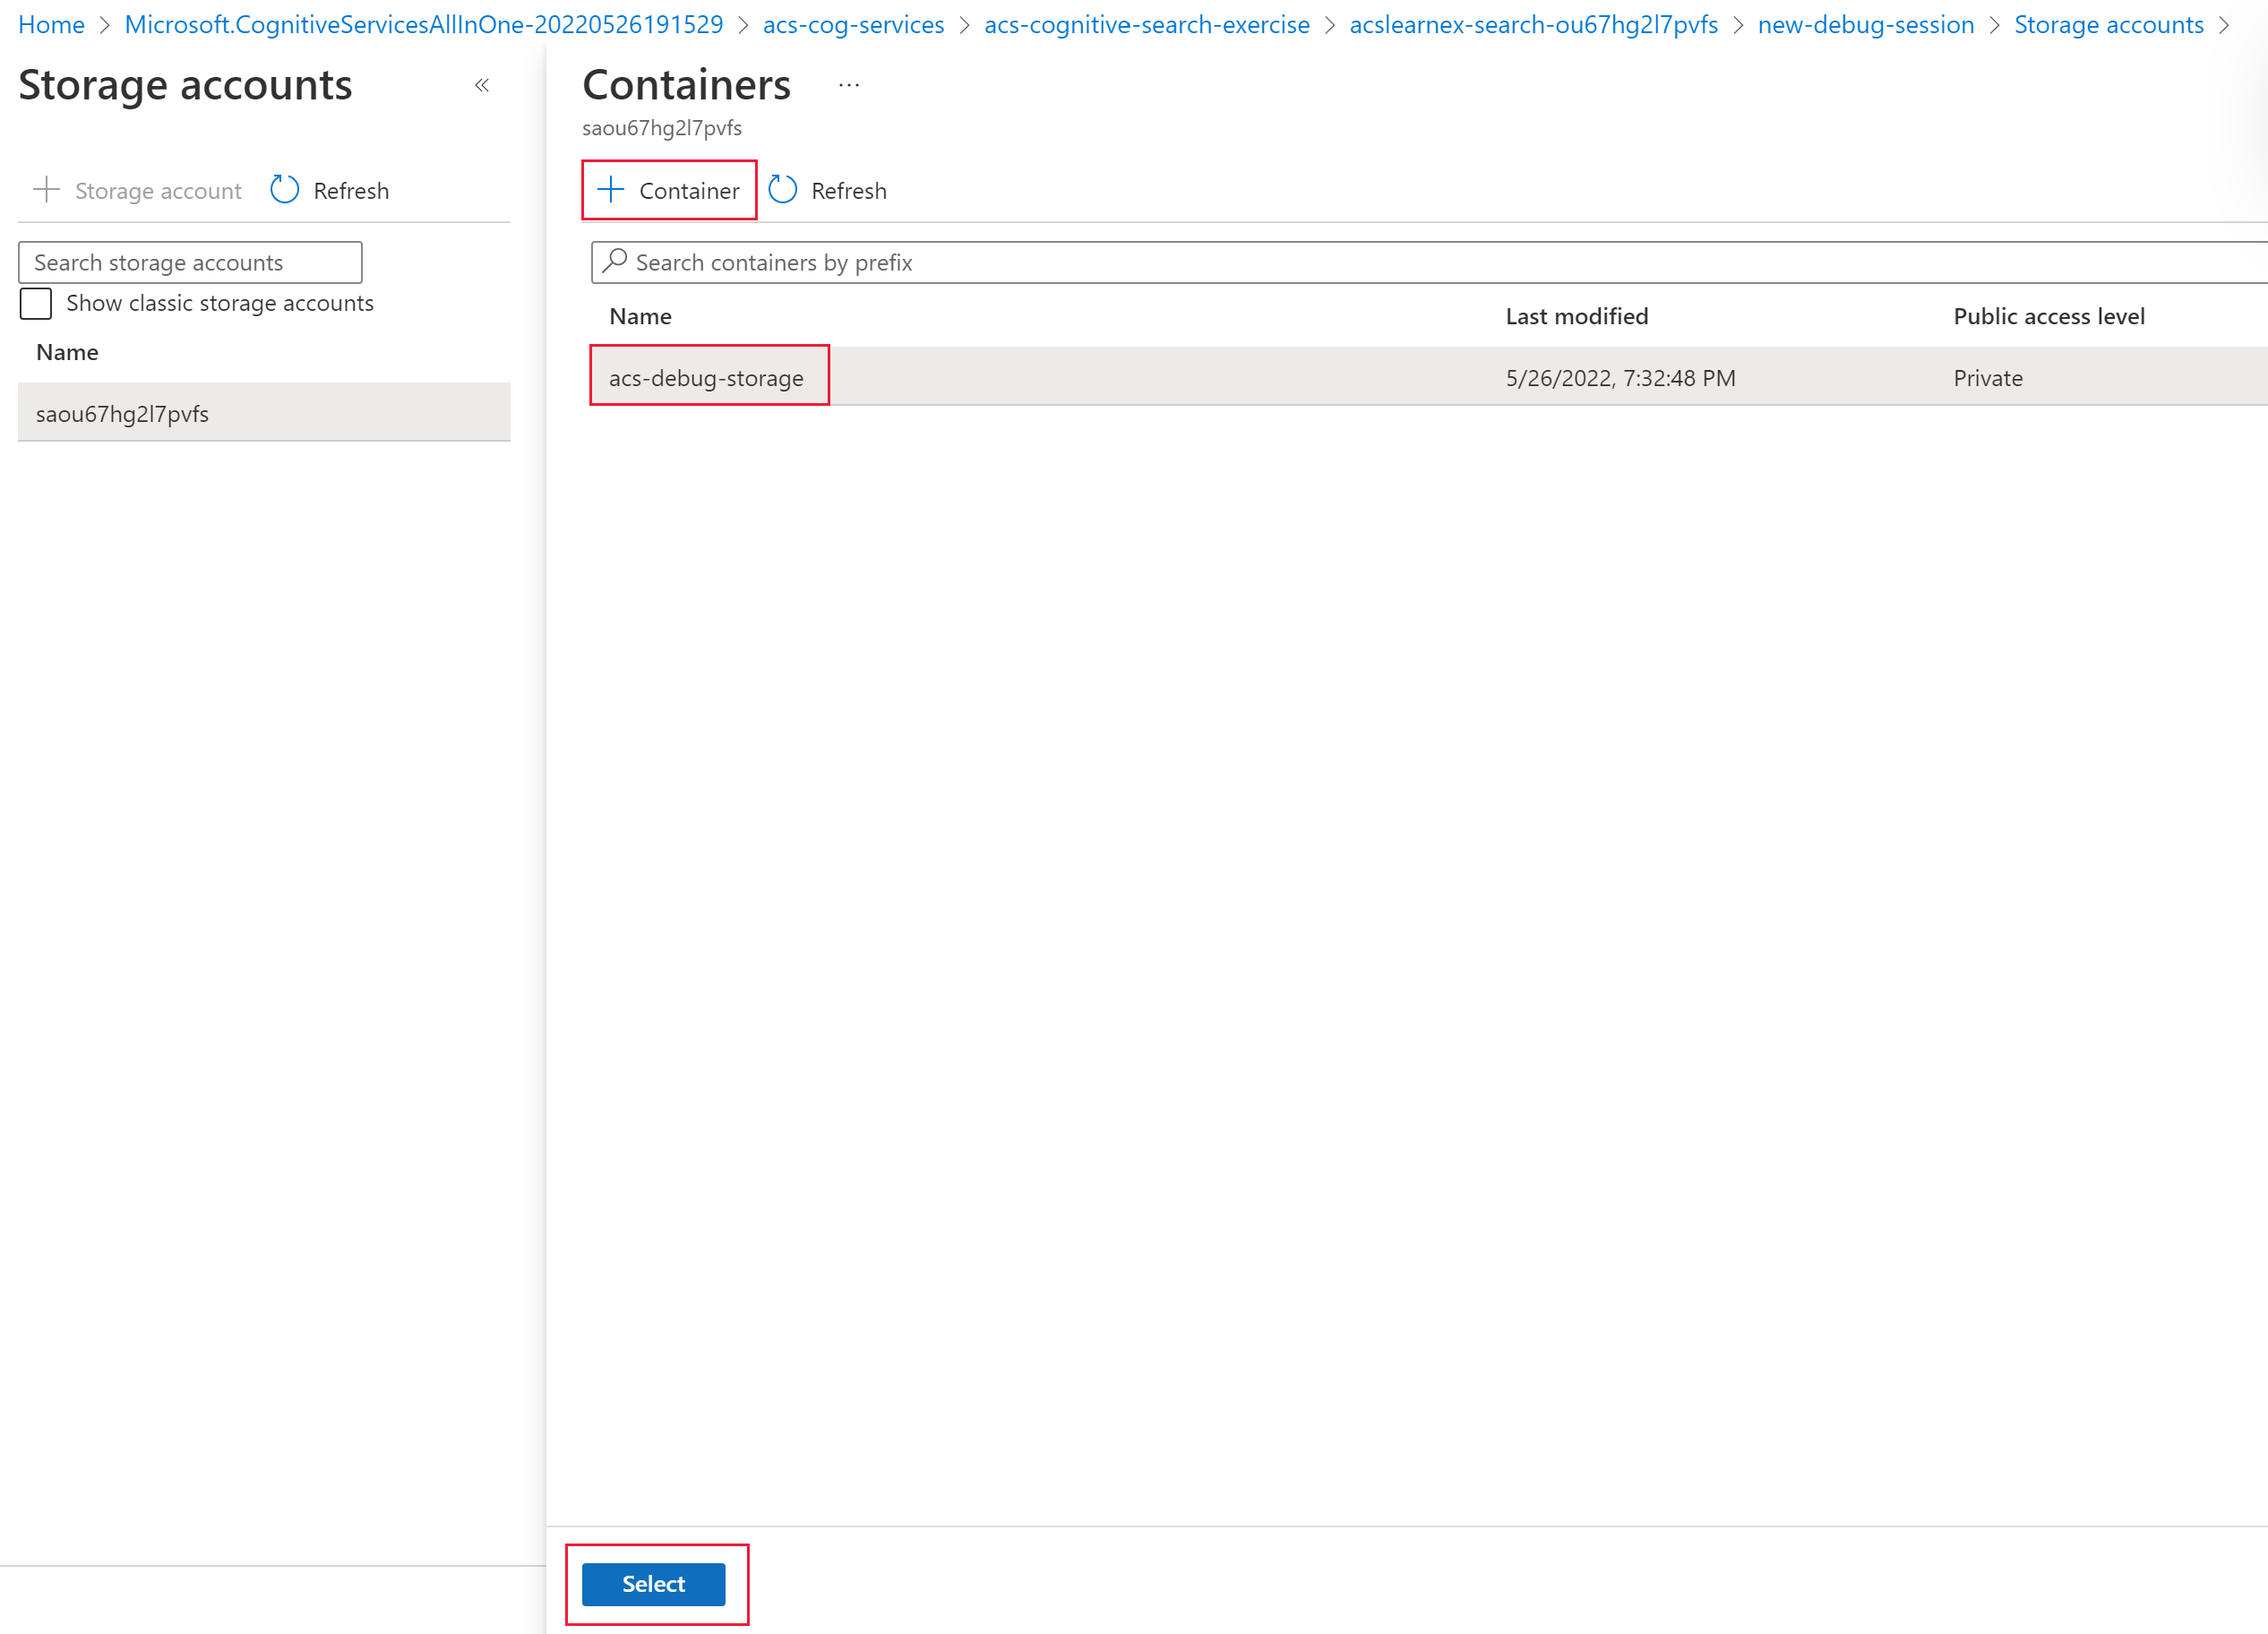 Home > Microsoft.CognitiveServicesAllInOne-20220526191529 > acs-cog-services > acs-cognitive-search-exercise > acslearnex-search-ou67hg2l7pvfs > new-debug-session > Storage accounts >
Storage accounts «
+ Storage account Refresh
Search storage accounts
Show classic storage accounts
Name
saou67hg2l7pvfs
Containers ...
saou67hg2l7pvfs
+ Container Refresh
Search containers by prefix
Name Last modified Public access level
acs-debug-storage 5/26/2022, 7:32:48 PM Private
Select